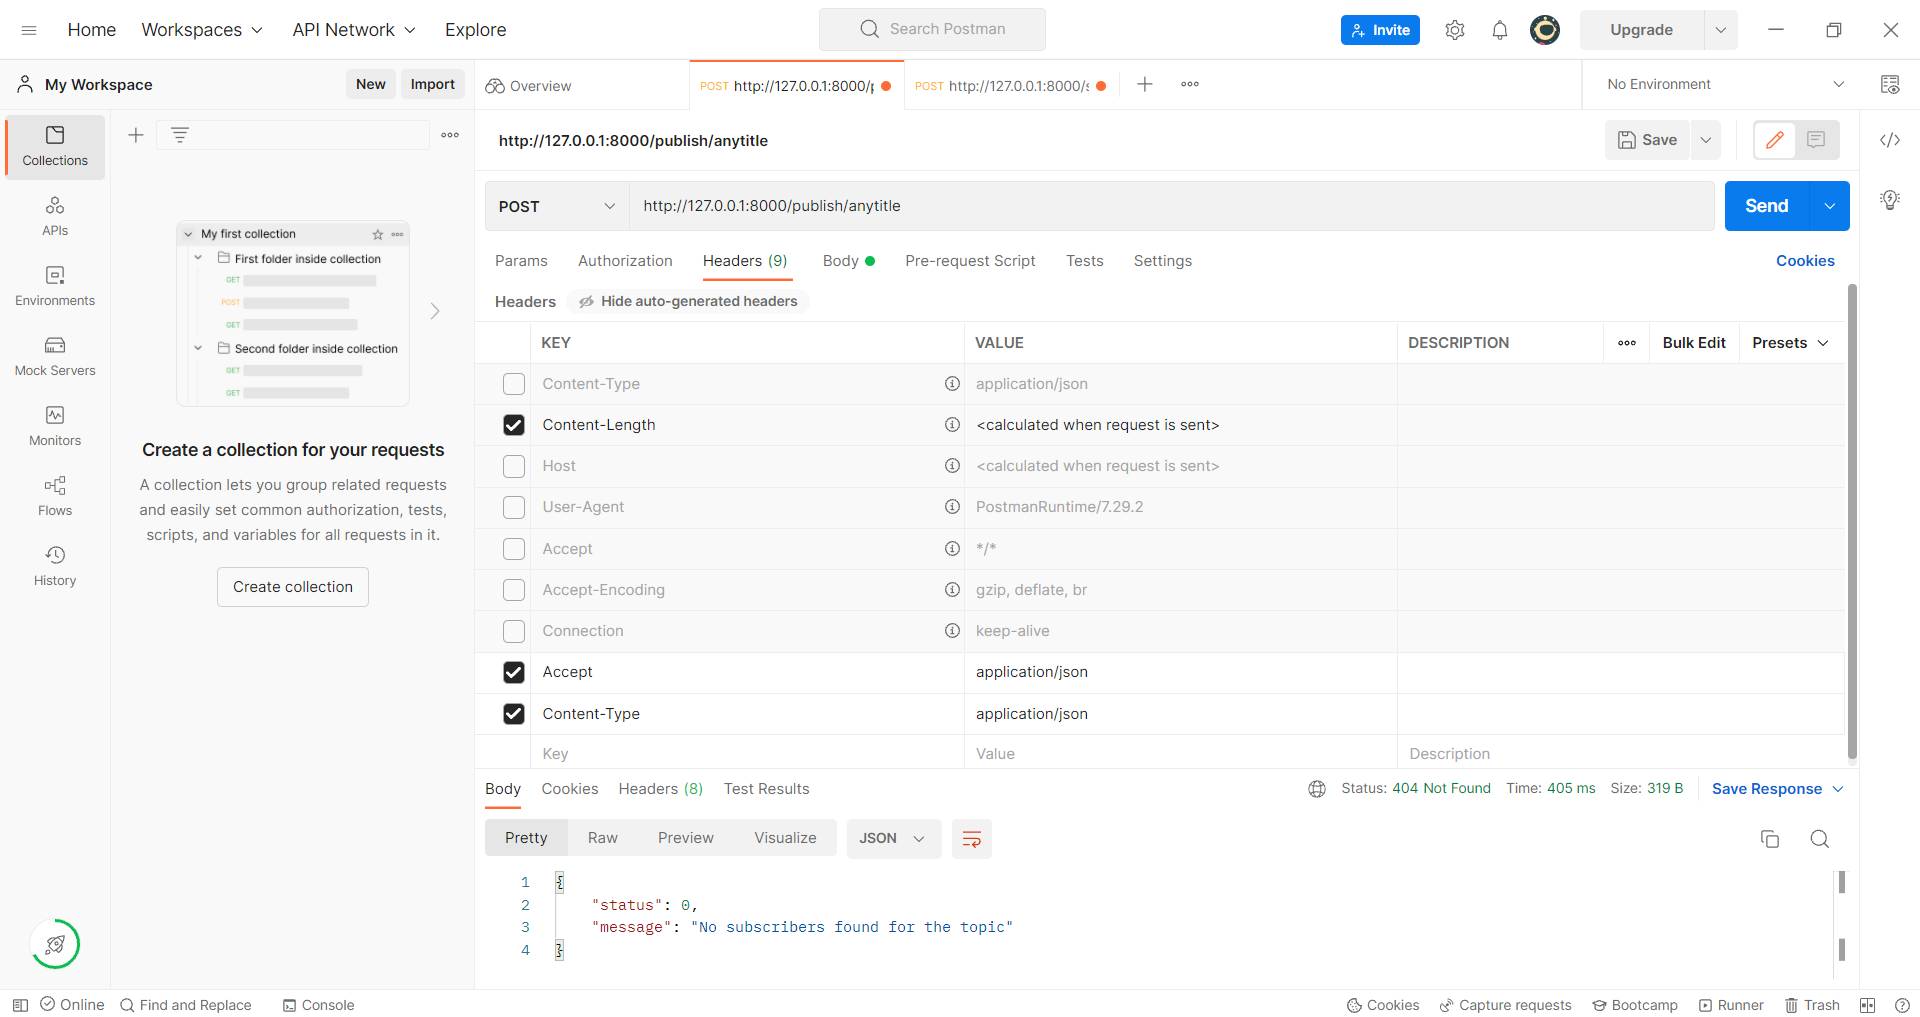 Home Workspaces API Network Explore Search Postman Invite Upgrade
My Workspace New Import Overview POST http://127.0.0.1:8000/p POST http://127.0.0.1:8000/s No Environment
Collections
APIs
Environments
Mock Servers
Monitors
Flows
History
My first collection
First folder inside collection
GET
POST
GET
Second folder inside collection
GET
GET
Create a collection for your requests
A collection lets you group related requests
and easily set common authorization, tests,
scripts, and variables for all requests in it.
Create collection
http://127.0.0.1:8000/publish/anytitle Save
POST http://127.0.0.1:8000/publish/anytitle Send
Params Authorization Headers (9) Body Pre-request Script Tests Settings Cookies
Headers Hide auto-generated headers
KEY VALUE DESCRIPTION Bulk Edit Presets
Content-Type application/json
Content-Length <calculated when request is sent>
Host <calculated when request is sent>
User-Agent PostmanRuntime/7.29.2
Accept */*
Accept-Encoding gzip, deflate, br
Connection keep-alive
Accept application/json
Content-Type application/json
Key Value Description
Body Cookies Headers (8) Test Results Status: 404 Not Found Time: 405 ms Size: 319 B Save Response
Pretty Raw Preview Visualize JSON
1 {
2 "status": 0,
3 "message": "No subscribers found for the topic"
4 }
Online Find and Replace Console Cookies Capture requests Bootcamp Runner Trash